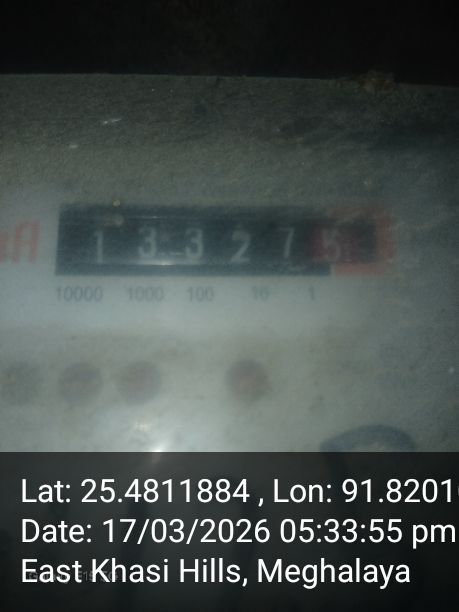 1 3 3 2 7 5
10000 1000 100 10 1
Lat: 25.4811884 , Lon: 91.8201
Date: 17/03/2026 05:33:55 pm
East Khasi Hills, Meghalaya